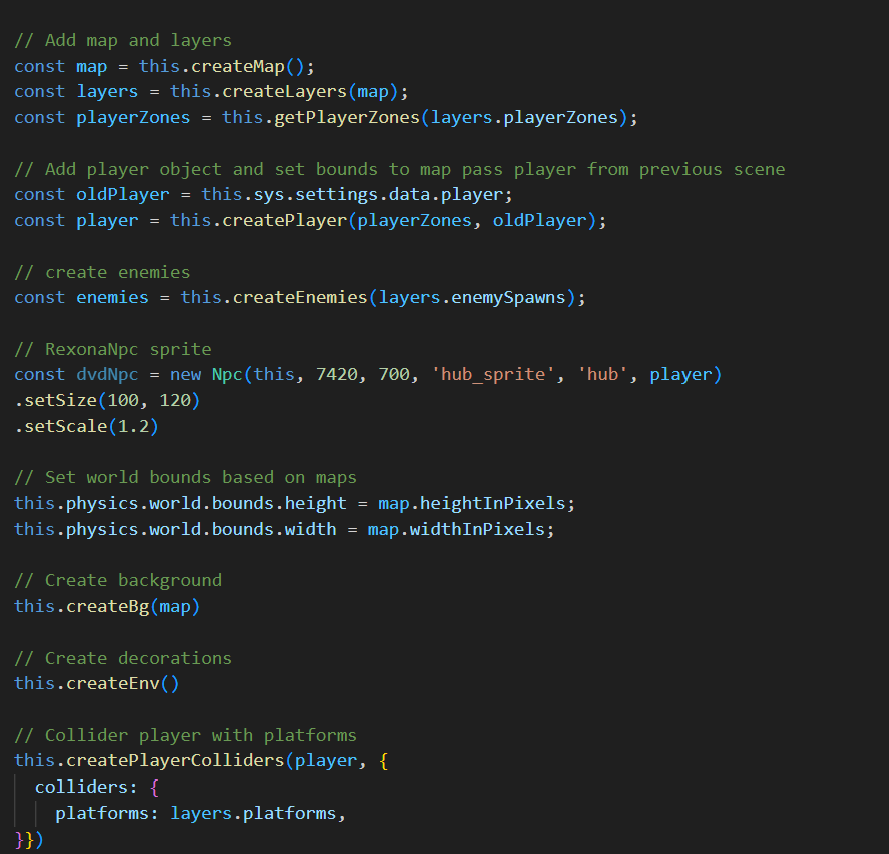 // Add map and layers
const map = this.createMap();
const layers = this.createLayers(map);
const playerZones = this.getPlayerZones(layers.playerZones);
// Add player object and set bounds to map pass player from previous scene
const oldPlayer = this.sys.settings.data.player;
const player = this.createPlayer(playerZones, oldPlayer);
// create enemies
const enemies = this.createEnemies(layers.enemySpawns);
// RexonaNpc sprite
const dvdNpc = new Npc(this, 7420, 700, 'hub_sprite', 'hub', player)
.setSize(100, 120)
.setScale(1.2)
// Set world bounds based on maps
this.physics.world.bounds.height = map.heightInPixels;
this.physics.world.bounds.width = map.widthInPixels;
// Create background
this.createBg(map)
// Create decorations
this.createEnv()
// Collider player with platforms
this.createPlayerColliders(player, {
colliders: {
platforms: layers.platforms,
}})